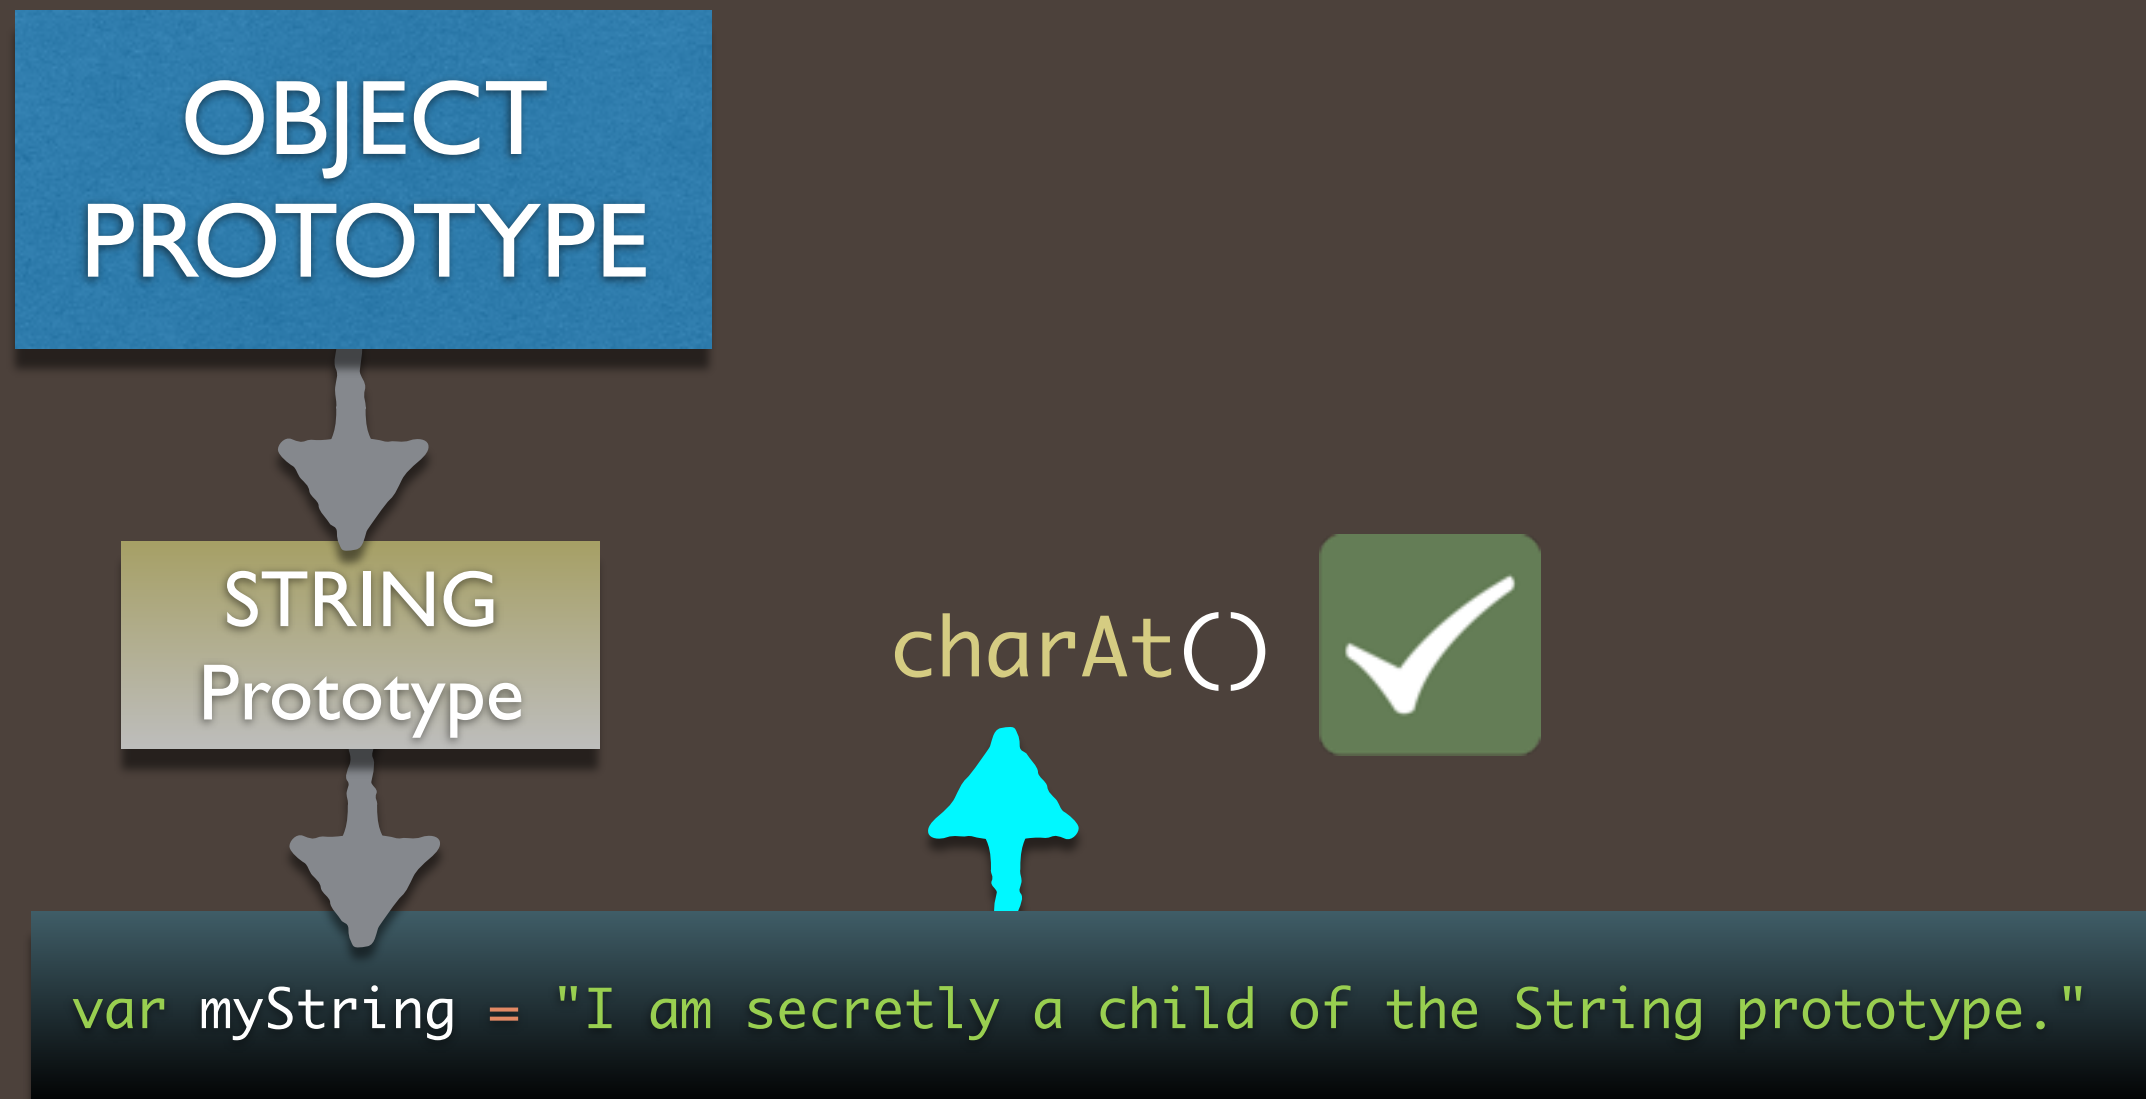 OBJECT
PROTOTYPE
STRING
Prototype
charAt()
var myString = "I am secretly a child of the String prototype."